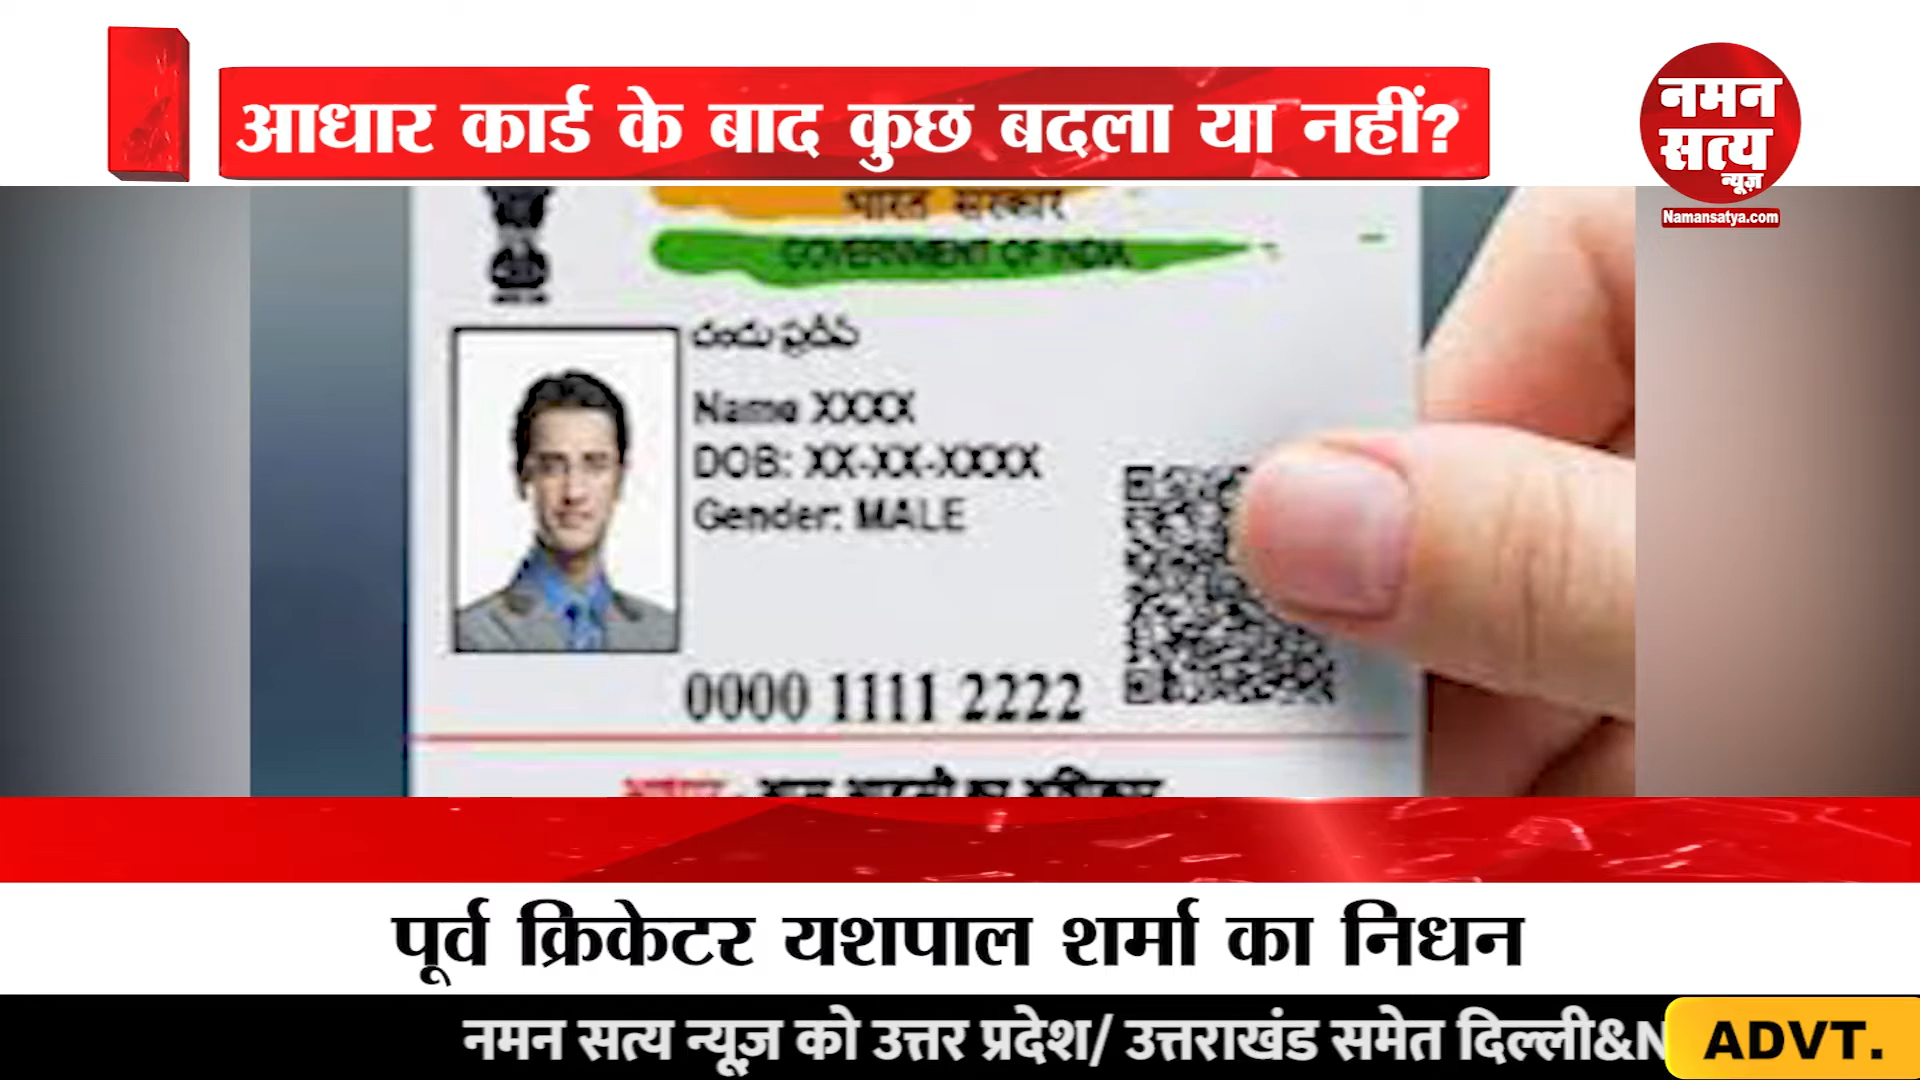 आधार कार्ड के बाद कुछ बदला या नहीं?
नमन
सत्य
न्यूज़
Namansatya.com
भारत सरकार
GOVERNMENT OF INDIA
Name XXXX
DOB: XX-XX-XXXX
Gender: MALE
0000 1111 2222
पूर्व क्रिकेटर यशपाल शर्मा का निधन
नमन सत्य न्यूज़ को उत्तर प्रदेश/ उत्तराखंड समेत दिल्ली&N
ADVT.